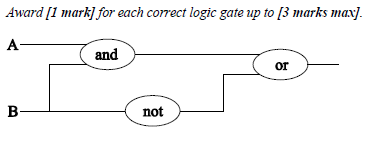 Award [1 mark] for each correct logic gate up to [3 marks max].
A
and
or
B
not